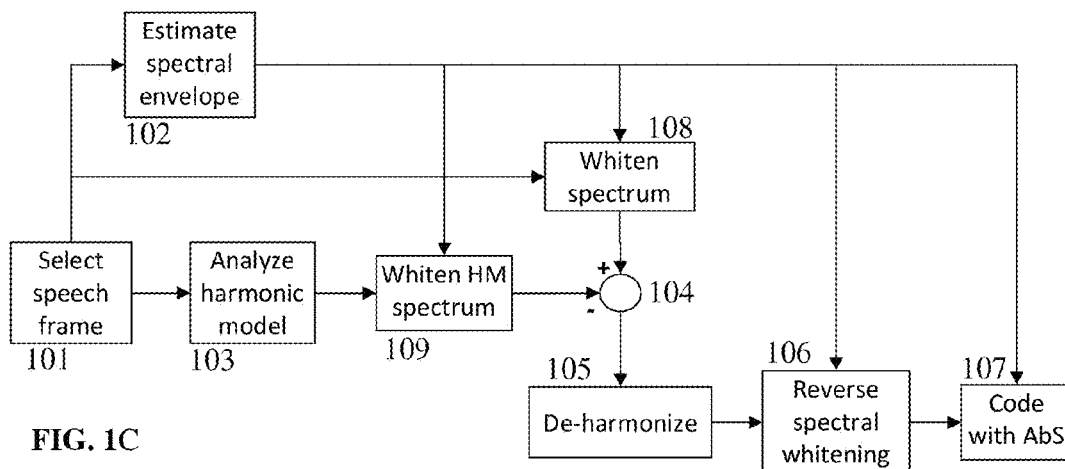 Estimate
spectral
envelope
102
108
Whiten
spectrum
Select
speech
frame
101
Analyze
harmonic
model
103
Whiten HM
spectrum
109
+
-
104
105
De-harmonize
106
Reverse
spectral
whitening
107
Code
with AbS
FIG. 1C